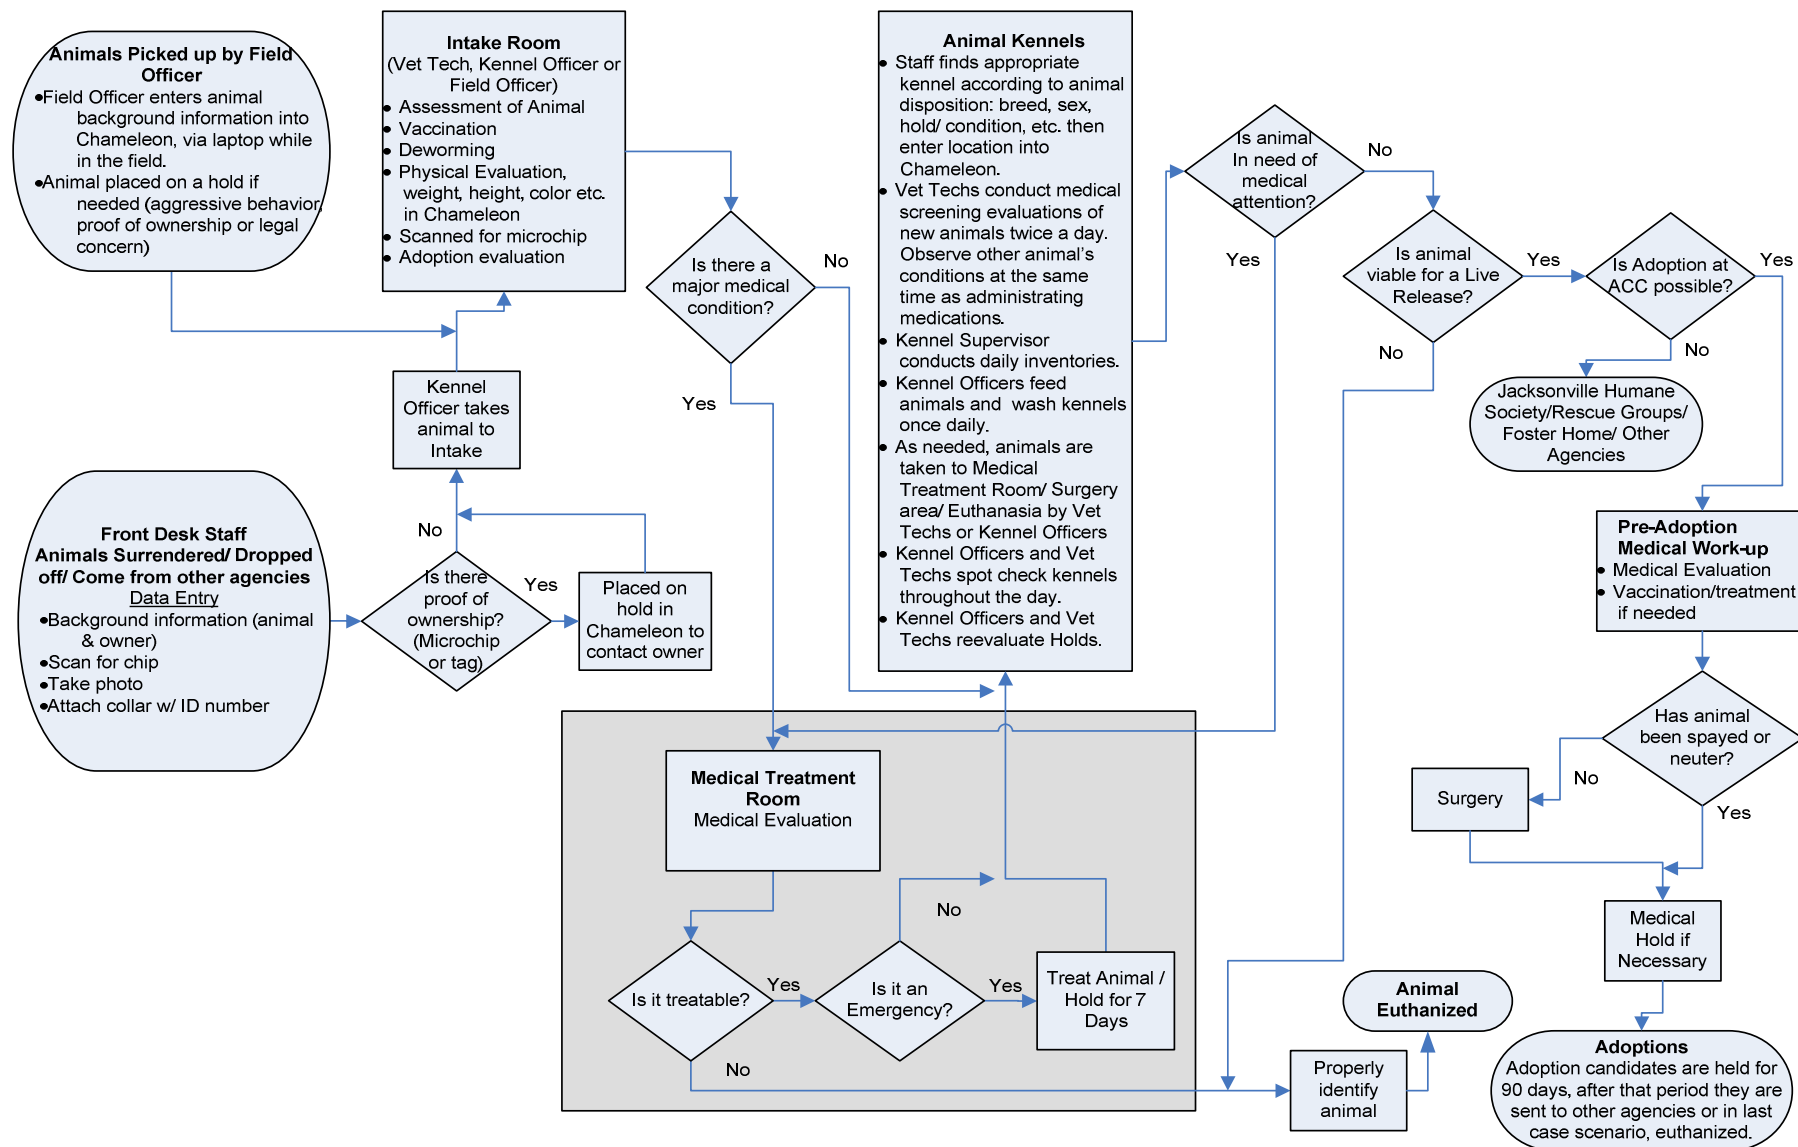 Animals Picked up by Field
Officer
•Field Officer enters animal
background information into
Chameleon, via laptop while
in the field.
•Animal placed on a hold if
needed (aggressive behavior,
proof of ownership or legal
concern)
Intake Room
(Vet Tech, Kennel Officer or
Field Officer)
• Assessment of Animal
• Vaccination
• Deworming
• Physical Evaluation,
weight, height, color etc.
in Chameleon
• Scanned for microchip
• Adoption evaluation
Kennel
Officer takes
animal to
Intake
Front Desk Staff
Animals Surrendered/ Dropped
off/ Come from other agencies
Data Entry
•Background information (animal
& owner)
•Scan for chip
•Take photo
•Attach collar w/ ID number
Is there
proof of
ownership?
(Microchip
or tag)
No
Yes
Placed on
hold in
Chameleon to
contact owner
Is there a
major medical
condition?
No
Yes
Animal Kennels
• Staff finds appropriate
kennel according to animal
disposition: breed, sex,
hold/ condition, etc. then
enter location into
Chameleon.
• Vet Techs conduct medical
screening evaluations of
new animals twice a day.
Observe other animal's
conditions at the same
time as administrating
medications.
• Kennel Supervisor
conducts daily inventories.
• Kennel Officers feed
animals and wash kennels
once daily.
• As needed, animals are
taken to Medical
Treatment Room/ Surgery
area/ Euthanasia by Vet
Techs or Kennel Officers
• Kennel Officers and Vet
Techs spot check kennels
throughout the day.
• Kennel Officers and Vet
Techs reevaluate Holds.
Is animal
In need of
medical
attention?
No
Yes
Is animal
viable for a Live
Release?
Yes
No
Is Adoption at
ACC possible?
Yes
No
Jacksonville Humane
Society/Rescue Groups/
Foster Home/ Other
Agencies
Pre-Adoption
Medical Work-up
• Medical Evaluation
• Vaccination/treatment
if needed
Has animal
been spayed or
neuter?
No
Yes
Surgery
Medical
Hold if
Necessary
Adoptions
Adoption candidates are held for
90 days, after that period they are
sent to other agencies or in last
case scenario, euthanized.
Medical Treatment
Room
Medical Evaluation
Is it treatable?
Yes
No
Is it an
Emergency?
No
Yes
Treat Animal /
Hold for 7
Days
Properly
identify
animal
Animal
Euthanized